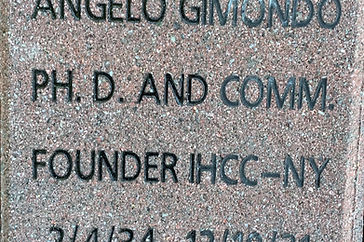 ANGELO GIMONDO
PH. D. AND COMM.
FOUNDER IHCC-NY